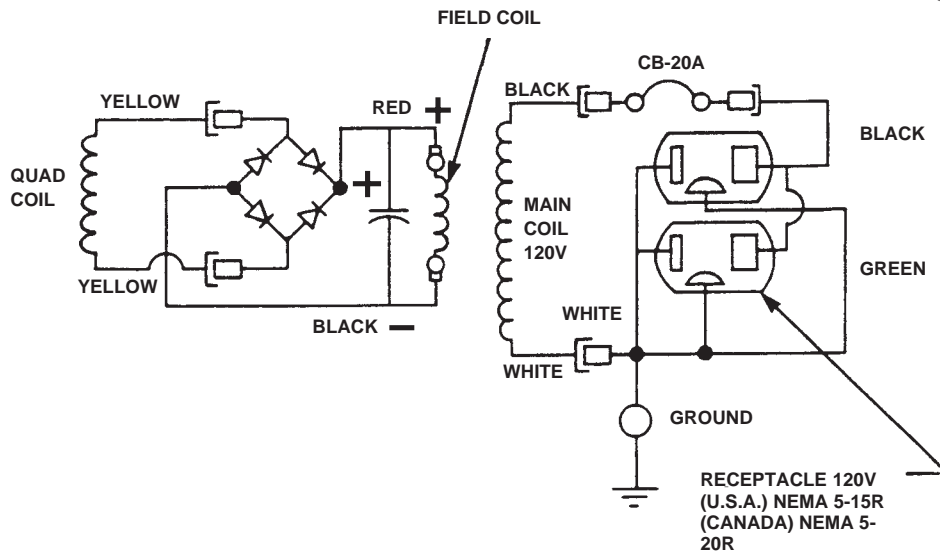 FIELD COIL
CB-20A
YELLOW
RED +
BLACK
BLACK
QUAD
COIL
+
MAIN
COIL
120V
GREEN
YELLOW
BLACK −
WHITE
WHITE
GROUND
RECEPTACLE 120V
(U.S.A.) NEMA 5-15R
(CANADA) NEMA 5-
20R